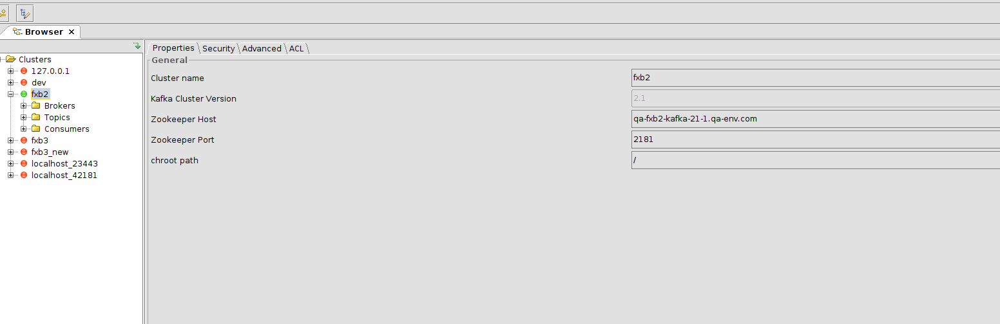 Browser
Clusters
127.0.0.1
dev
fxb2
Brokers
Topics
Consumers
fxb3
fxb3_new
localhost_23443
localhost_42181
Properties Security Advanced ACL
General
Cluster name fxb2
Kafka Cluster Version 2.1
Zookeeper Host qa-fxb2-kafka-21-1.qa-env.com
Zookeeper Port 2181
chroot path /